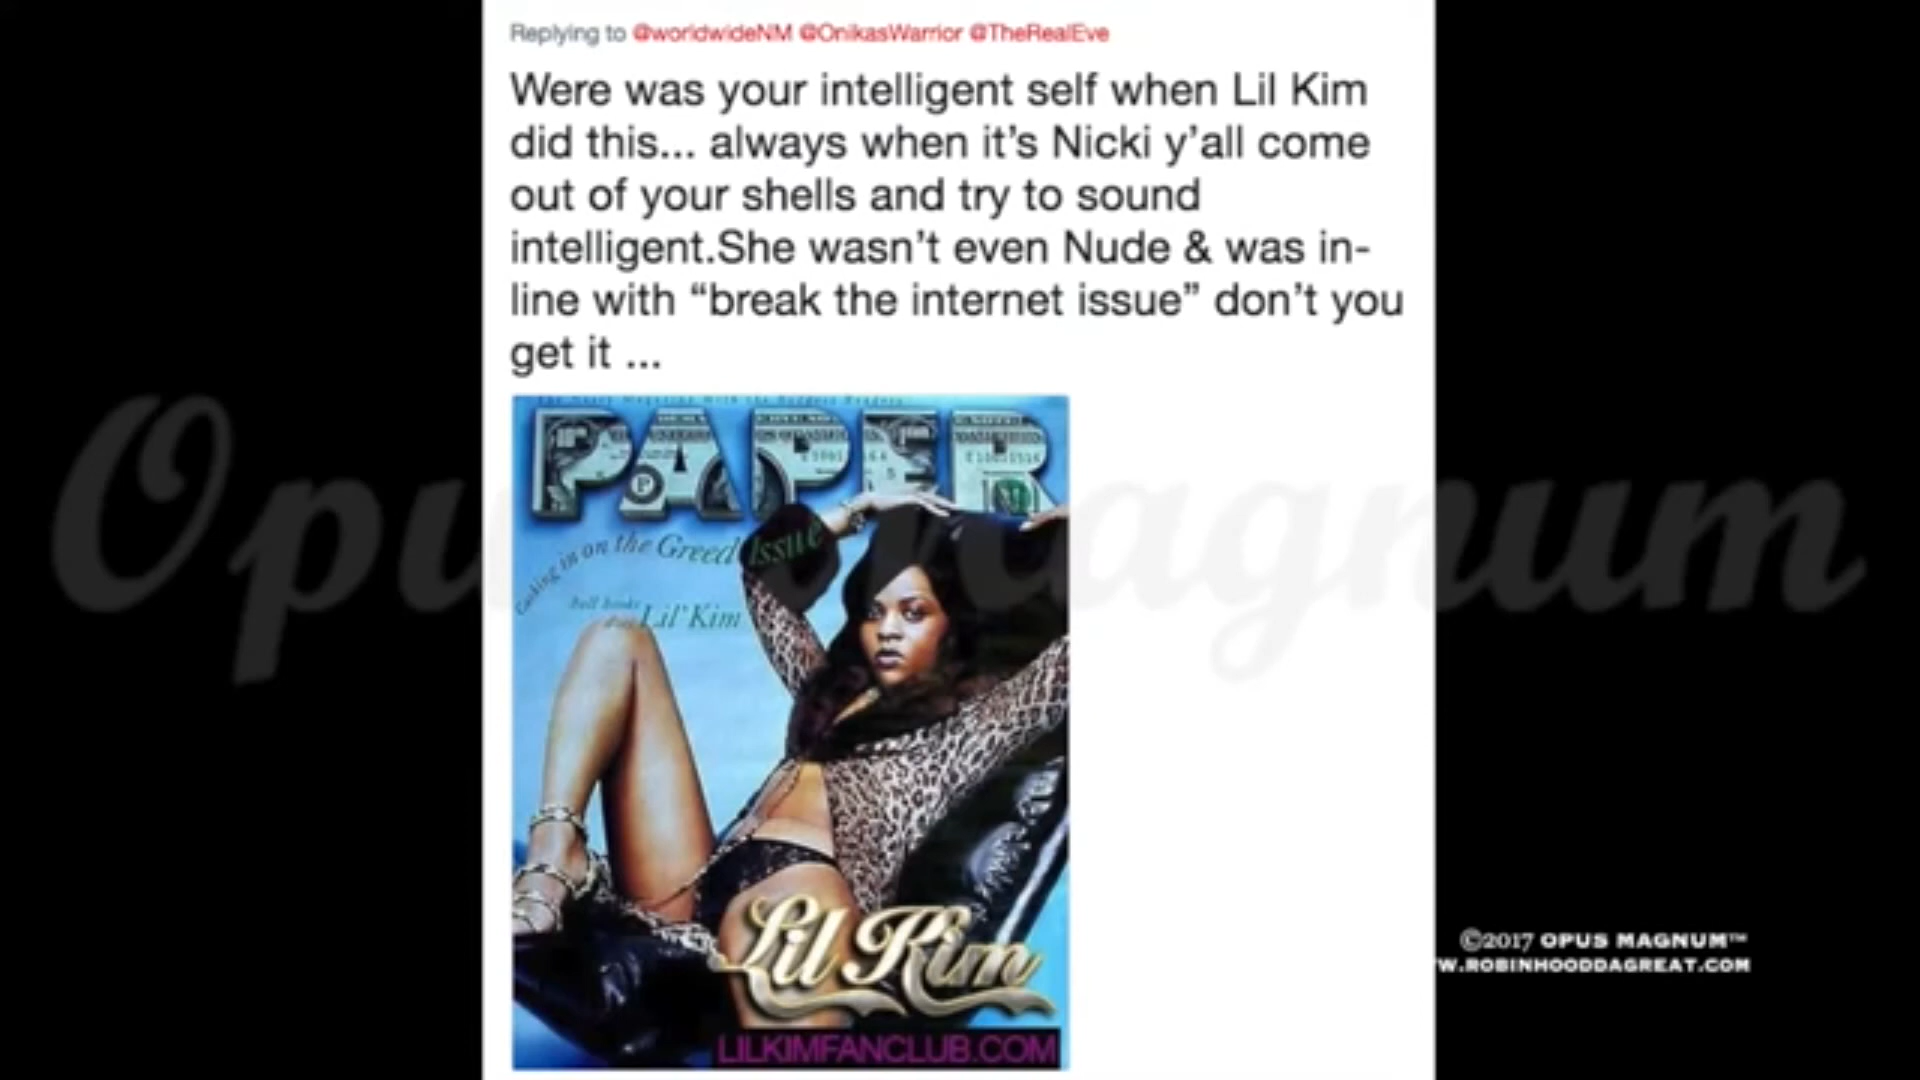 Replying to @worldwideNM @OnikasWarrior @TheRealEve
Were was your intelligent self when Lil Kim
did this... always when it’s Nicki y’all come
out of your shells and try to sound
intelligent.She wasn’t even Nude & was in-
line with “break the internet issue” don’t you
get it ...
PAPER
Cashing in on the Greed Issue
Lil' Kim
Opus Magnum
Lil Kim
LILKIMFANCLUB.COM
©2017 OPUS MAGNUM™
W.ROBINHOODDAGREAT.COM